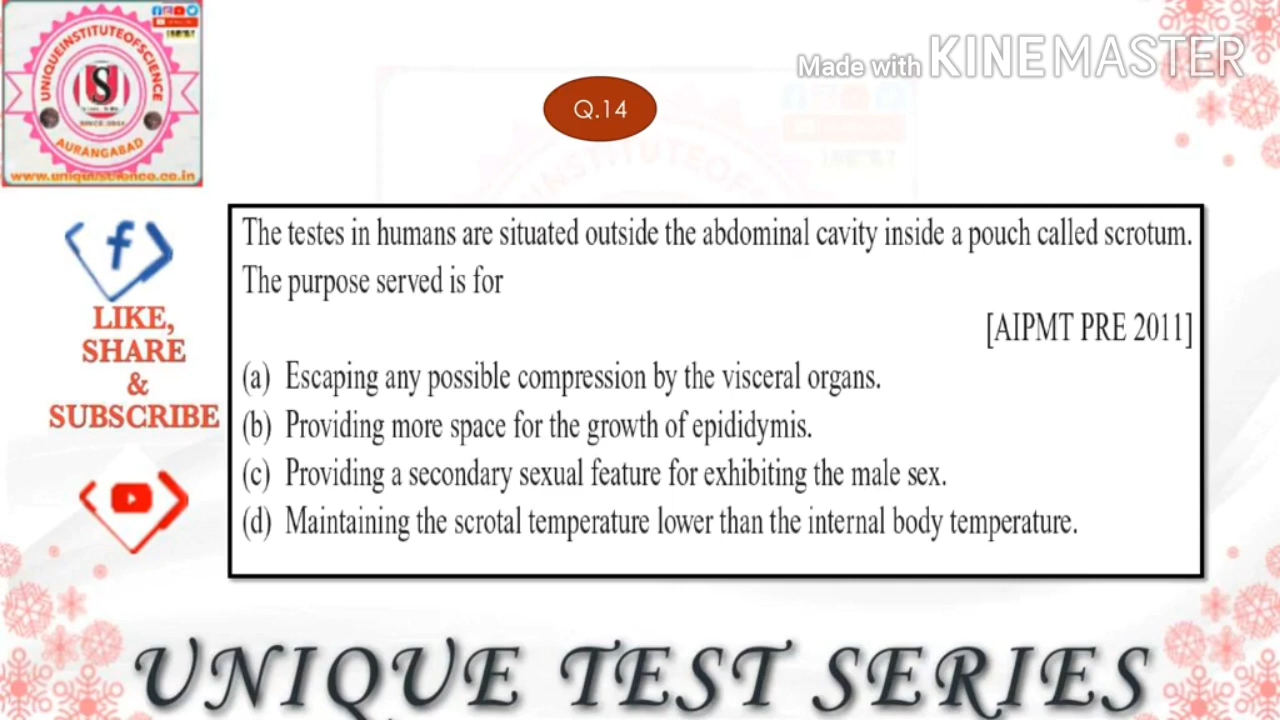 UNIQUEINSTITUTEOFSCIENCE
S
AURANGABAD
Made with KINEMASTER
Q.14
The testes in humans are situated outside the abdominal cavity inside a pouch called scrotum.
The purpose served is for
[AIPMT PRE 2011]
(a) Escaping any possible compression by the visceral organs.
(b) Providing more space for the growth of epididymis.
(c) Providing a secondary sexual feature for exhibiting the male sex.
(d) Maintaining the scrotal temperature lower than the internal body temperature.
LIKE,
SHARE
&
SUBSCRIBE
UNIQUE TEST SERIES